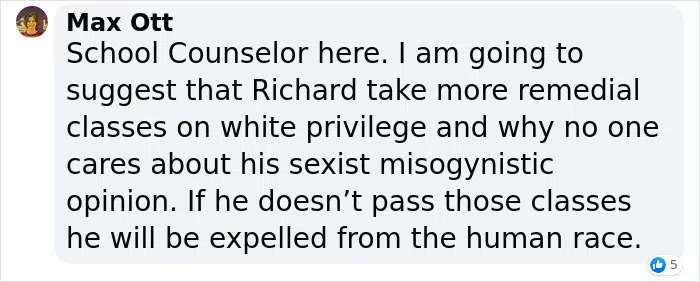 Max Ott
School Counselor here. I am going to
suggest that Richard take more remedial
classes on white privilege and why no one
cares about his sexist misogynistic
opinion. If he doesn’t pass those classes
he will be expelled from the human race.
5